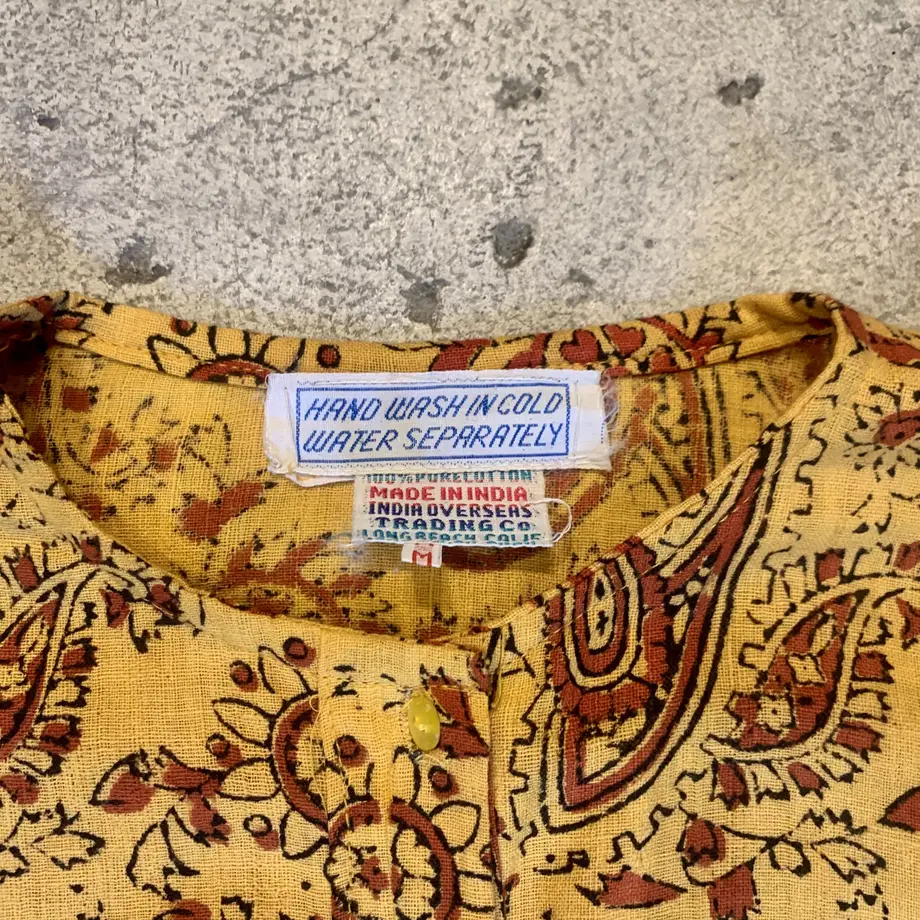 HAND WASH IN COLD
WATER SEPARATELY
100% PURE COTTON
MADE IN INDIA
INDIA OVERSEAS
TRADING CO
LONG BEACH CALIF
M